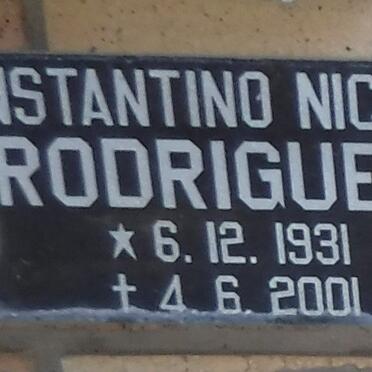 NSTANTINO NIC
RODRIGUE
★ 6. 12. 1931
† 4. 6. 2001